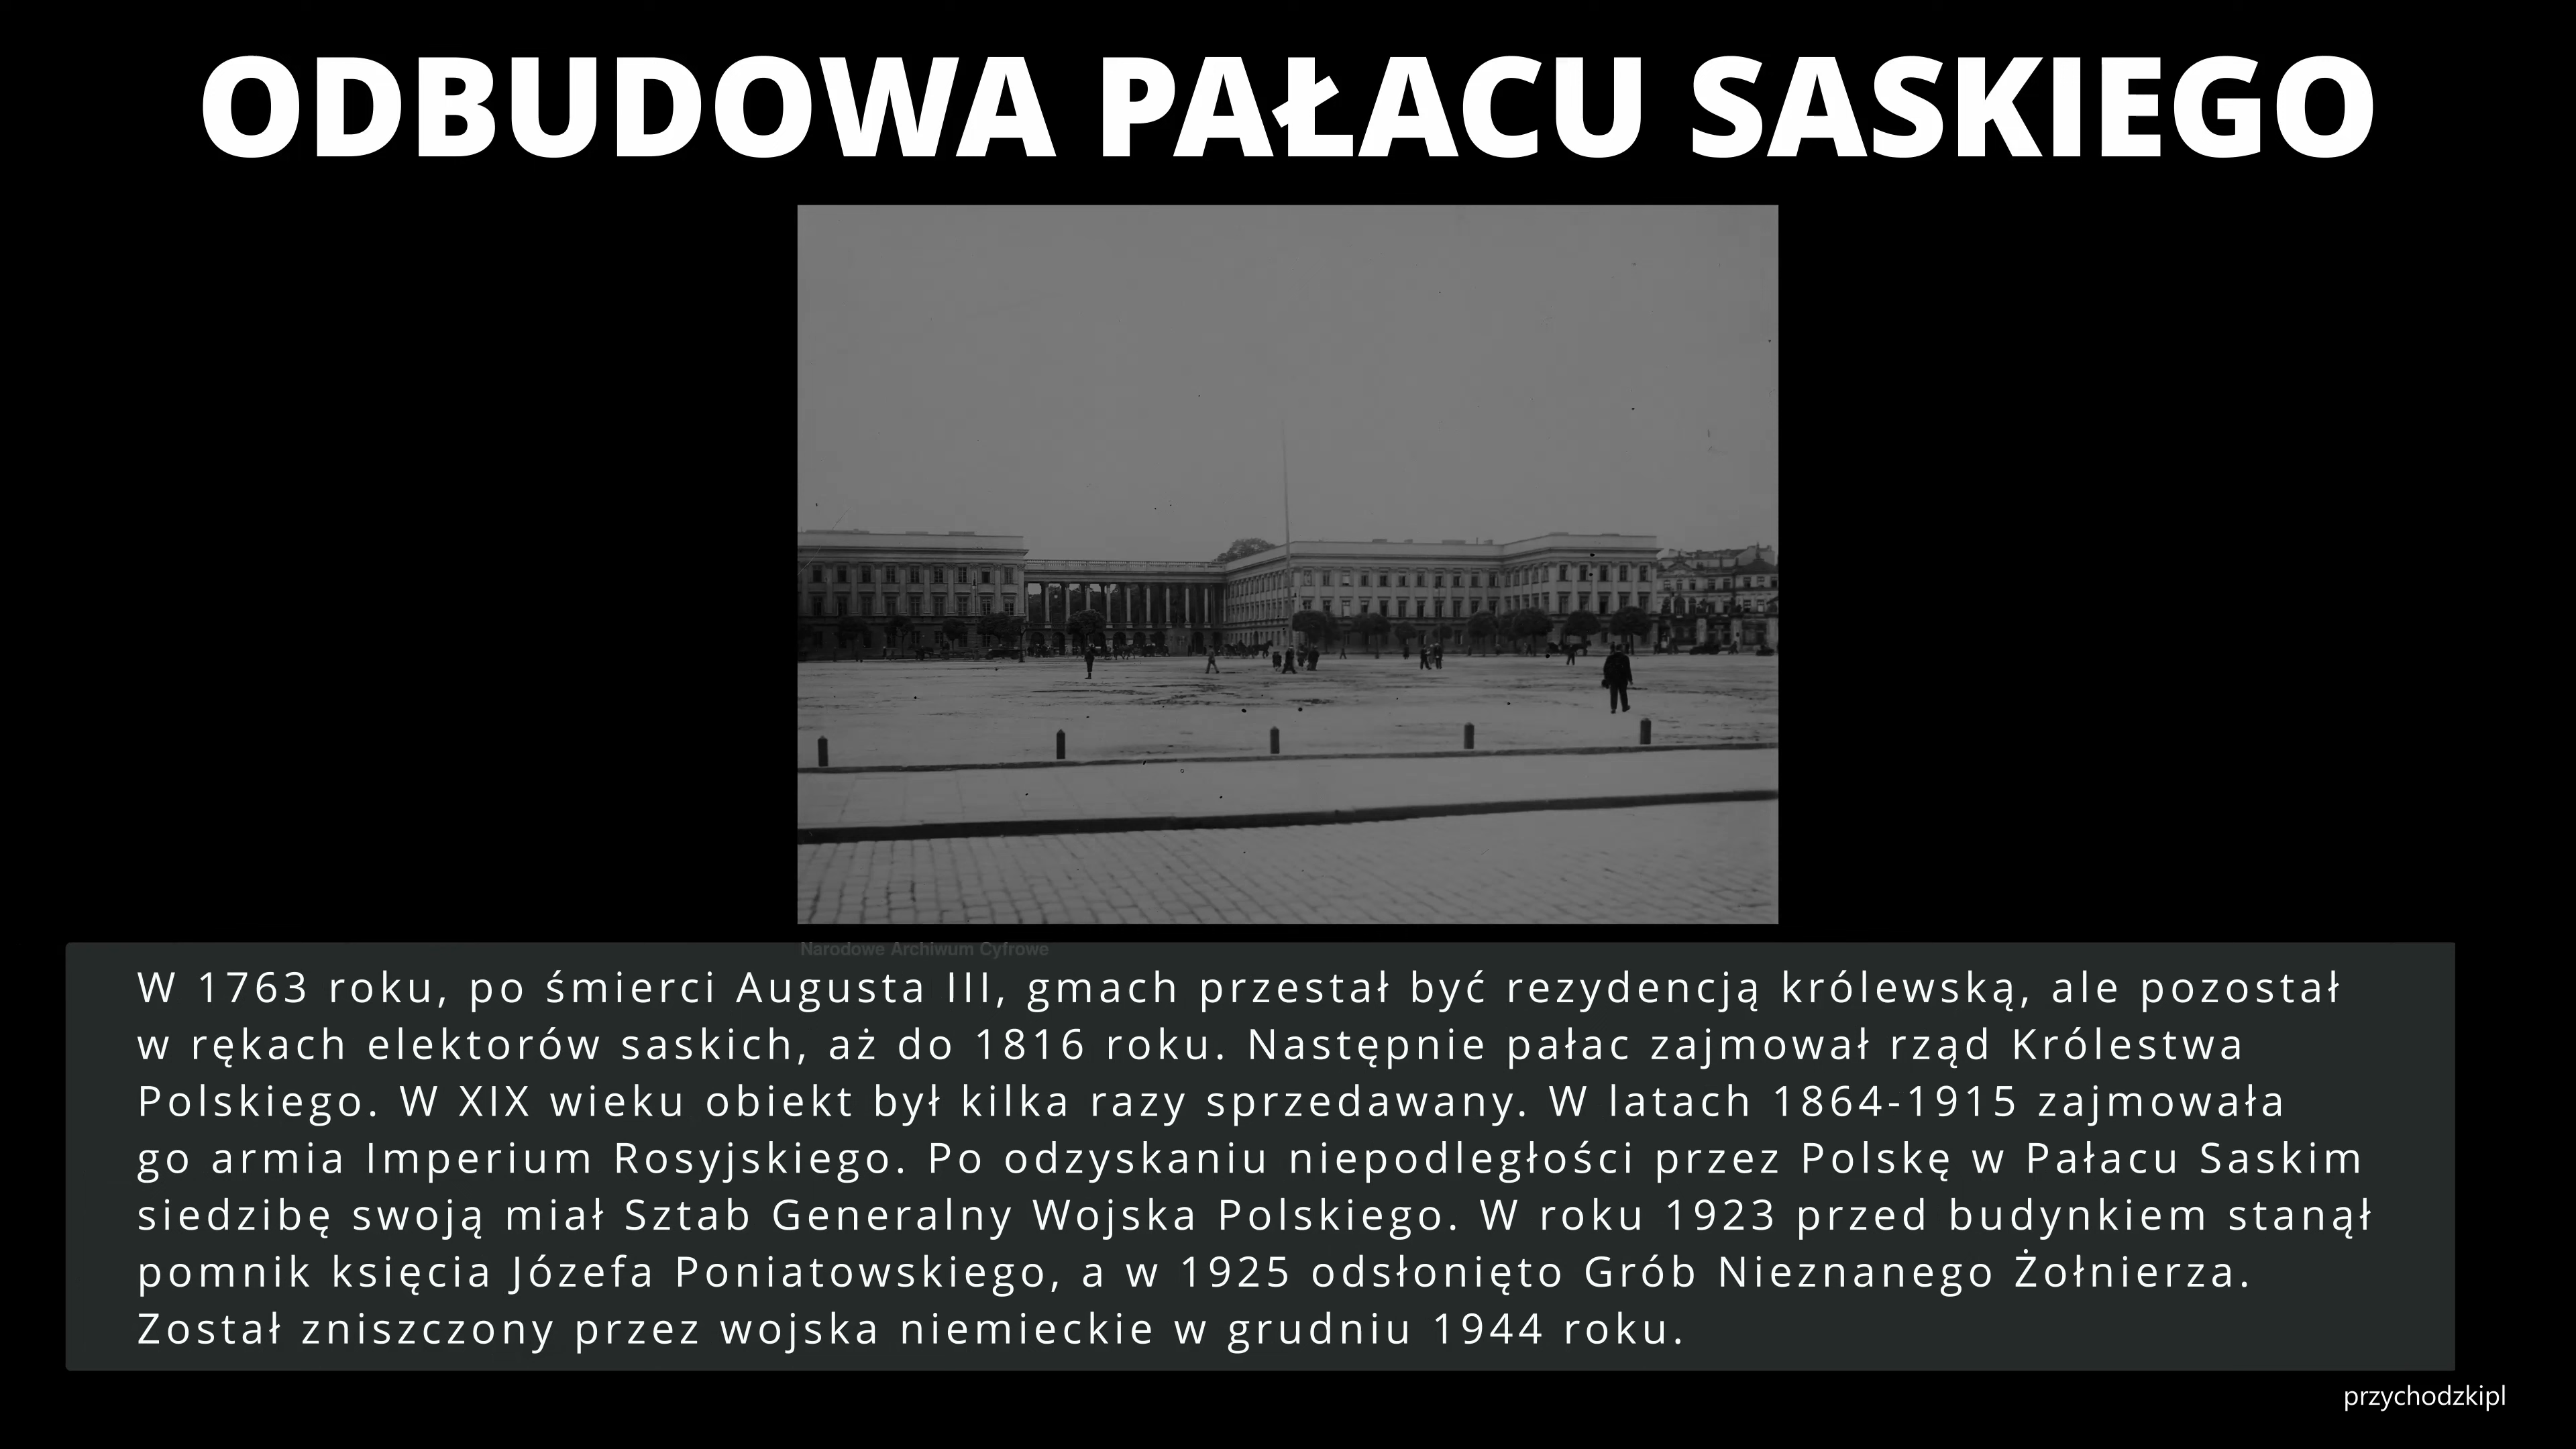 ODBUDOWA PAŁACU SASKIEGO
Narodowe Archiwum Cyfrowe
W 1763 roku, po śmierci Augusta III, gmach przestał być rezydencją królewską, ale pozostał
w rękach elektorów saskich, aż do 1816 roku. Następnie pałac zajmował rząd Królestwa
Polskiego. W XIX wieku obiekt był kilka razy sprzedawany. W latach 1864-1915 zajmowała
go armia Imperium Rosyjskiego. Po odzyskaniu niepodległości przez Polskę w Pałacu Saskim
siedzibę swoją miał Sztab Generalny Wojska Polskiego. W roku 1923 przed budynkiem stanął
pomnik księcia Józefa Poniatowskiego, a w 1925 odsłonięto Grób Nieznanego Żołnierza.
Został zniszczony przez wojska niemieckie w grudniu 1944 roku.
przychodzkipl